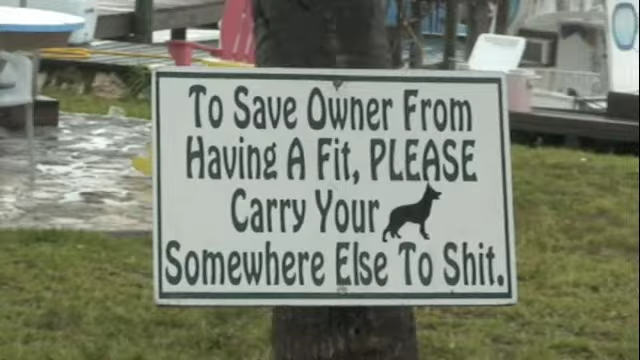 To Save Owner From
Having A Fit, PLEASE
Carry Your
Somewhere Else To Shit.